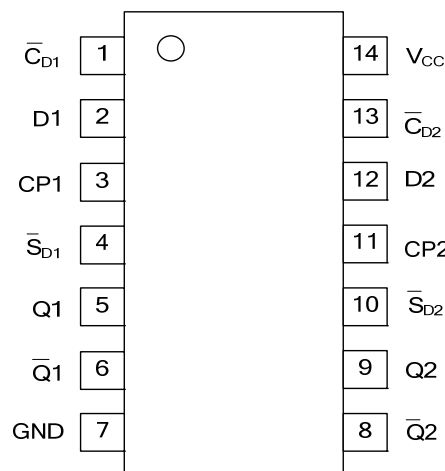 C̅D1 1 14 VCC
D1 2 13 C̅D2
CP1 3 12 D2
S̅D1 4 11 CP2
Q1 5 10 S̅D2
Q̅1 6 9 Q2
GND 7 8 Q̅2